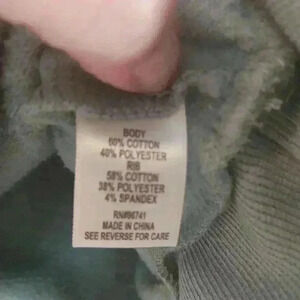 BODY
60% COTTON
40% POLYESTER
RIB
58% COTTON
38% POLYESTER
4% SPANDEX
RN#96741
MADE IN CHINA
SEE REVERSE FOR CARE